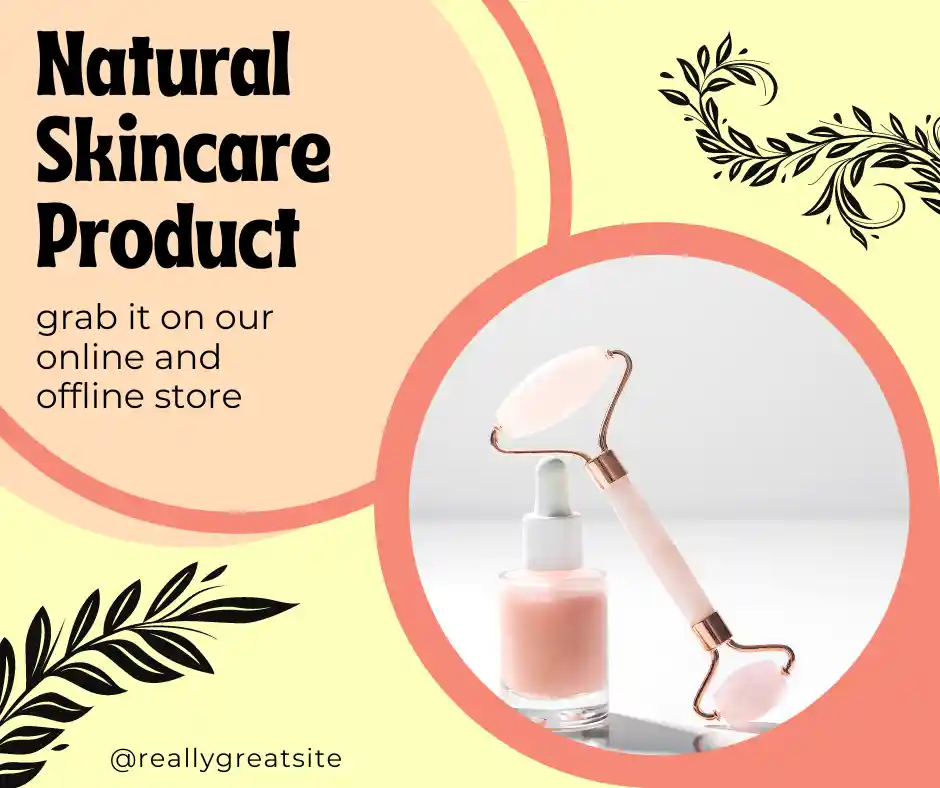 Natural
Skincare
Product
grab it on our
online and
offline store
@reallygreatsite